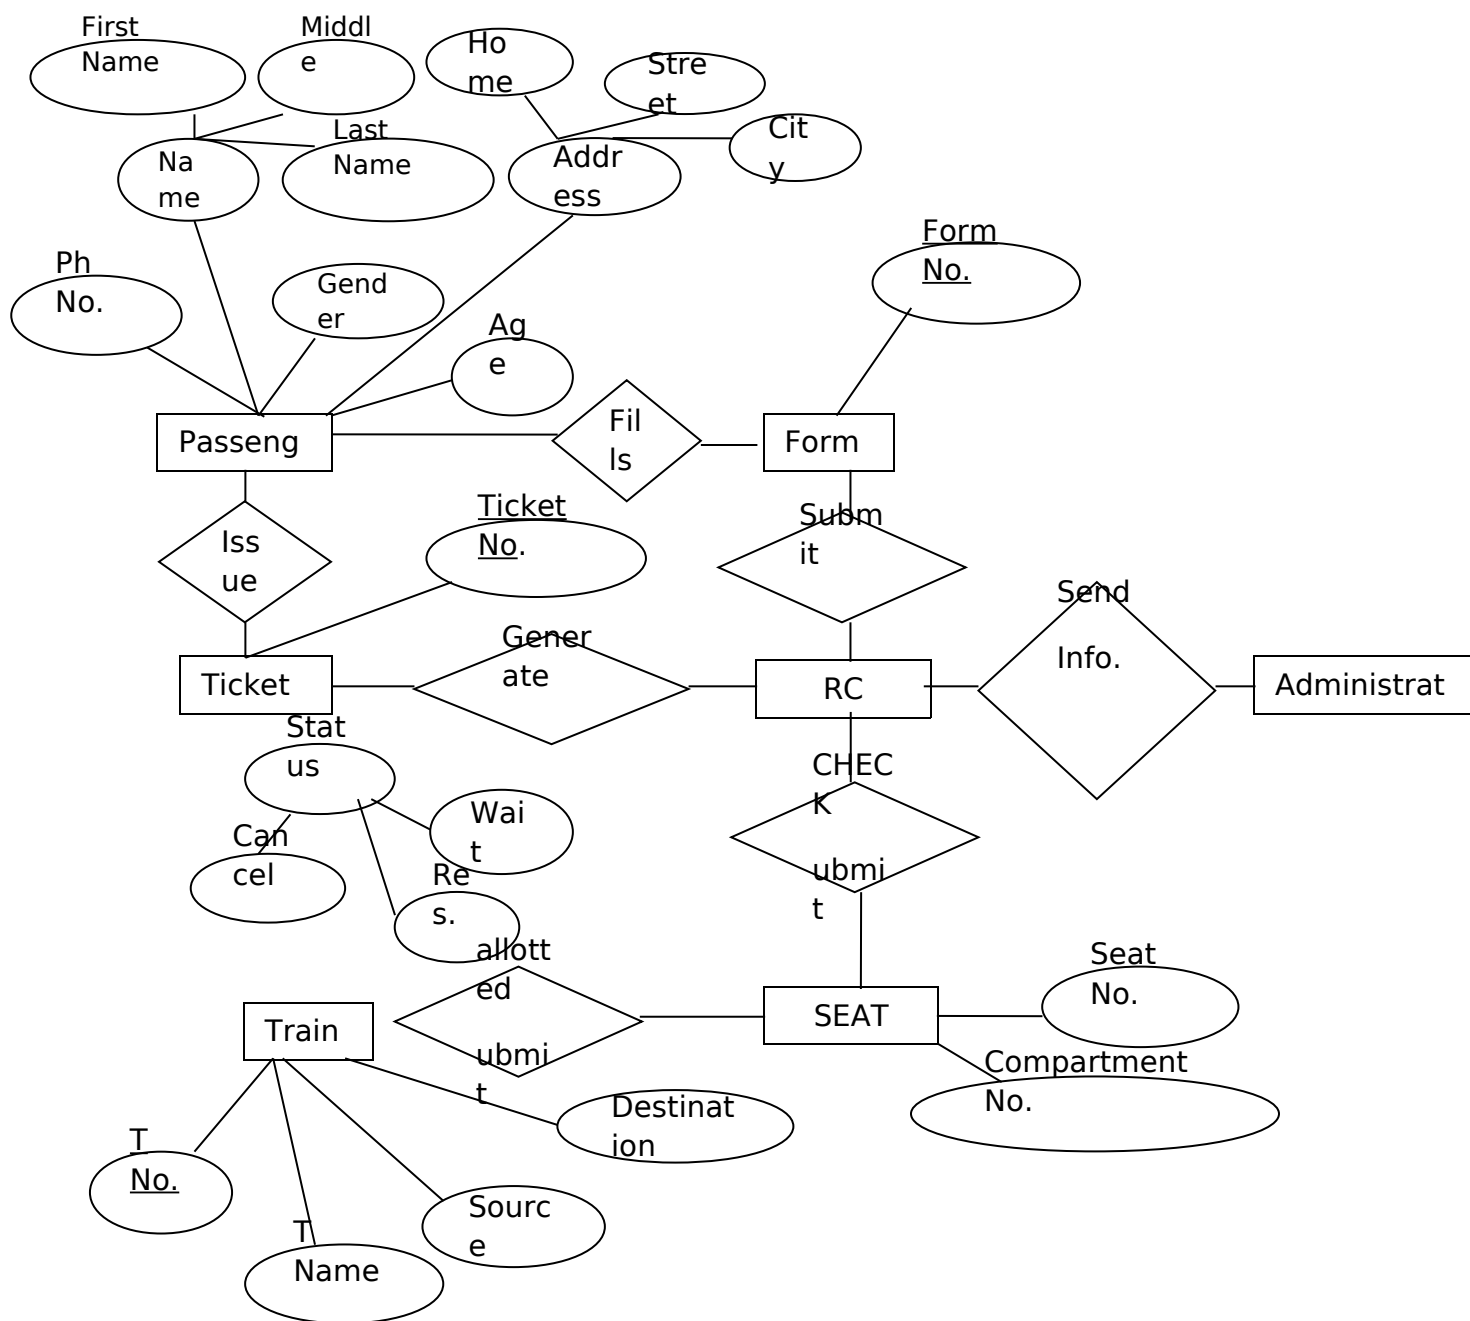 First
Name
Middl
e
Ho
me
Stre
et
Cit
y
Na
me
Last
Name
Addr
ess
Form
No.
Ph
No.
Gend
er
Ag
e
Passeng
Fil
ls
Form
Iss
ue
Ticket
No.
Subm
it
Send
Info.
Gener
ate
Ticket
RC
Administrat
Stat
us
CHEC
K
ubmi
t
Wai
t
Can
cel
Re
s.
allott
ed
ubmi
t
Train
SEAT
Seat
No.
Compartment
No.
Destinat
ion
T
No.
Sourc
e
T
Name